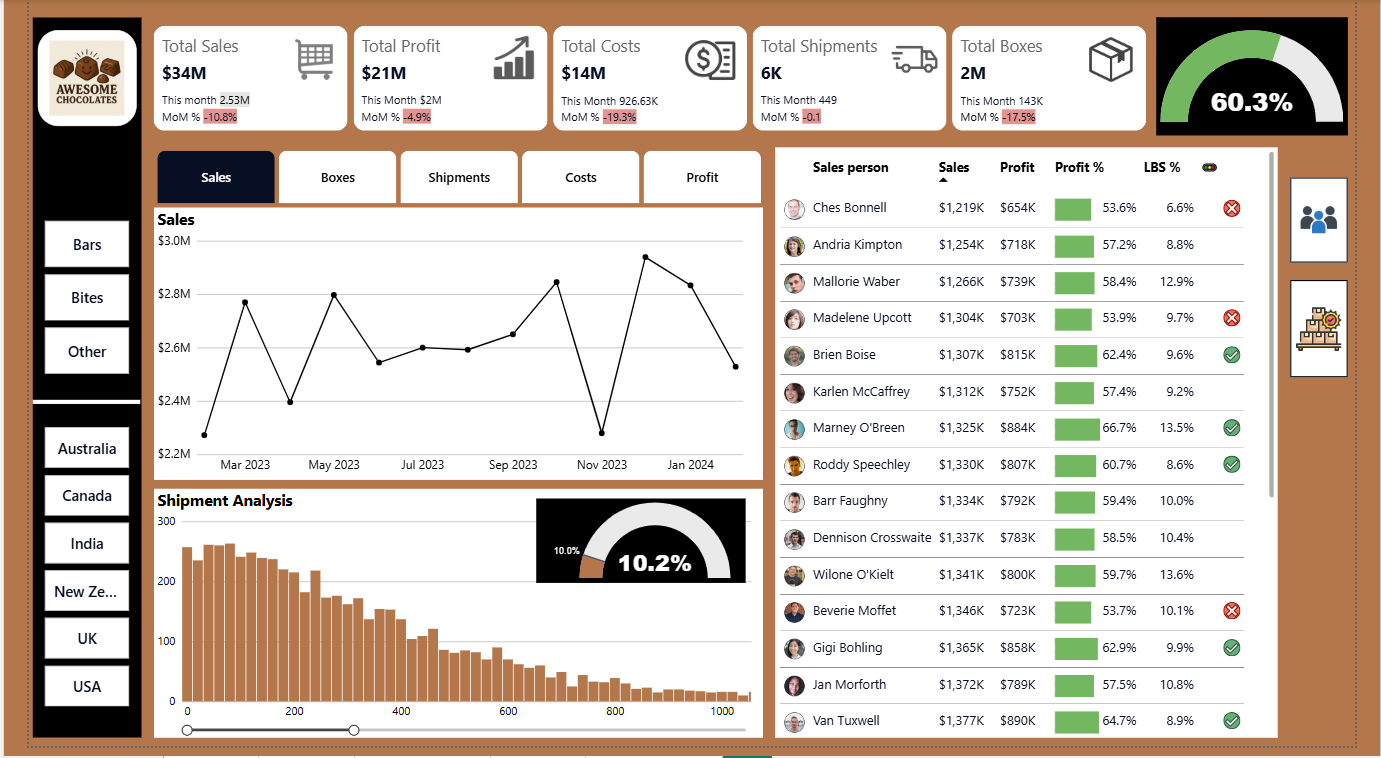 AWESOME
CHOCOLATES
Total Sales
$34M
This month 2.53M
MoM % -10.8%
Total Profit
$21M
This Month $2M
MoM % -4.9%
Total Costs
$14M
This Month 926.63K
MoM % -19.3%
Total Shipments
6K
This Month 449
MoM % -0.1
Total Boxes
2M
This Month 143K
MoM % -17.5%
60.3%
Bars
Bites
Other
Australia
Canada
India
New Ze...
UK
USA
Sales Boxes Shipments Costs Profit
Sales
$3.0M
$2.8M
$2.6M
$2.4M
$2.2M
Mar 2023 May 2023 Jul 2023 Sep 2023 Nov 2023 Jan 2024
Shipment Analysis
300
200
100
0
0 200 400 600 800 1000
10.0%
10.2%
Sales person Sales Profit Profit % LBS %
Ches Bonnell $1,219K $654K 53.6% 6.6%
Andria Kimpton $1,254K $718K 57.2% 8.8%
Mallorie Waber $1,266K $739K 58.4% 12.9%
Madelene Upcott $1,304K $703K 53.9% 9.7%
Brien Boise $1,307K $815K 62.4% 9.6%
Karlen McCaffrey $1,312K $752K 57.4% 9.2%
Marney O'Breen $1,325K $884K 66.7% 13.5%
Roddy Speechley $1,330K $807K 60.7% 8.6%
Barr Faughny $1,334K $792K 59.4% 10.0%
Dennison Crosswaite $1,337K $783K 58.5% 10.4%
Wilone O'Kielt $1,341K $800K 59.7% 13.6%
Beverie Moffet $1,346K $723K 53.7% 10.1%
Gigi Bohling $1,365K $858K 62.9% 9.9%
Jan Morforth $1,372K $789K 57.5% 10.8%
Van Tuxwell $1,377K $890K 64.7% 8.9%